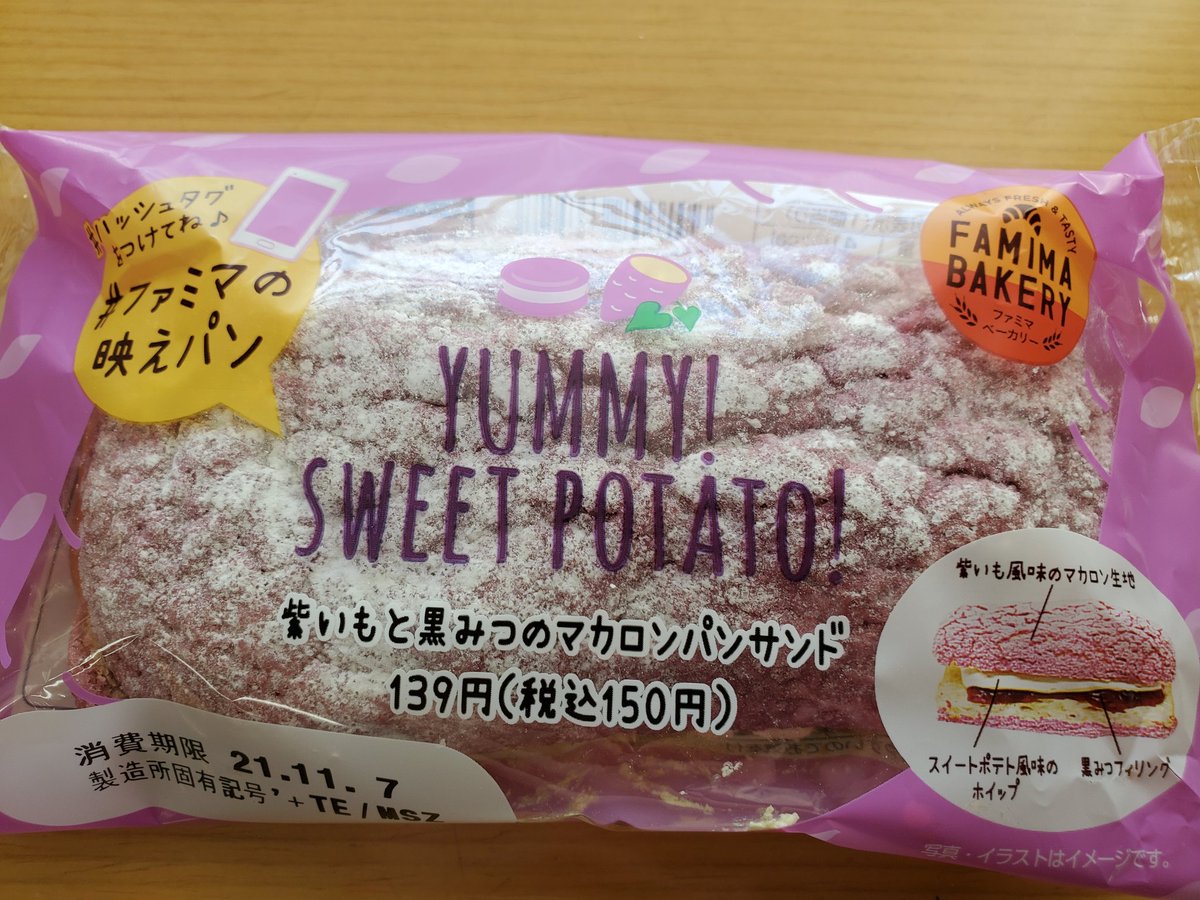 #ハッシュタグ
つけてね♪
#ファミマの
映えパン
ALWAYS FRESH & TASTY
FAMIMA
BAKERY
ファミマ
ベーカリー
YUMMY!
SWEET POTATO!
紫いもと黒みつのマカロンパンサンド
139円(税込150円)
紫いも風味のマカロン生地
スイートポテト風味の
ホイップ
黒みつフィリング
消費期限 21.11. 7
製造所固有記号 +TE/MSZ
写真・イラストはイメージです。